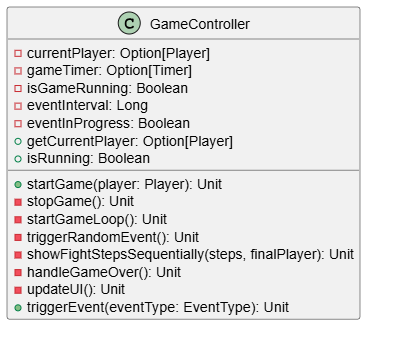 C GameController
currentPlayer: Option[Player]
gameTimer: Option[Timer]
isGameRunning: Boolean
eventInterval: Long
eventInProgress: Boolean
getCurrentPlayer: Option[Player]
isRunning: Boolean
startGame(player: Player): Unit
stopGame(): Unit
startGameLoop(): Unit
triggerRandomEvent(): Unit
showFightStepsSequentially(steps, finalPlayer): Unit
handleGameOver(): Unit
updateUI(): Unit
triggerEvent(eventType: EventType): Unit